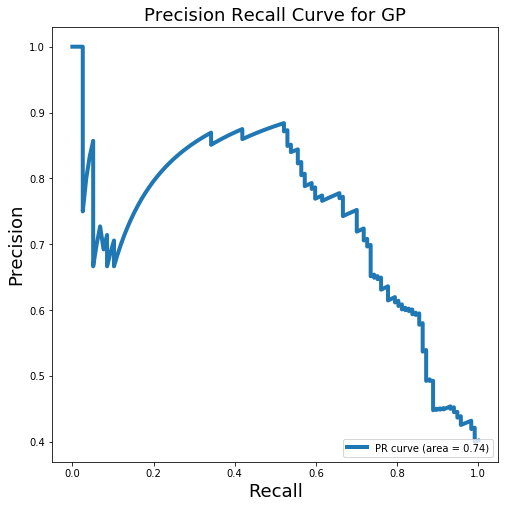 Precision Recall Curve for GP
1.0
0.9
0.8
0.7
0.6
0.5
0.4
Precision
0.0 0.2 0.4 0.6 0.8 1.0
Recall
PR curve (area = 0.74)